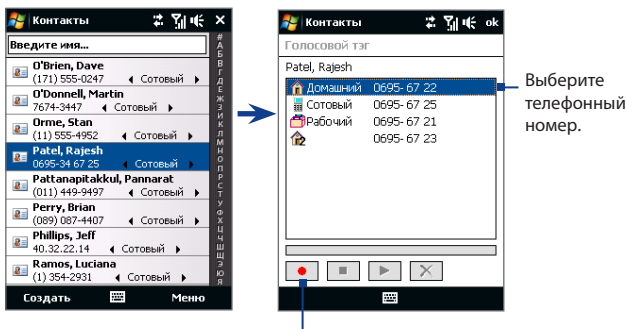 Контакты
Введите имя...
O'Brien, Dave
(171) 555-0247 Сотовый
O'Donnell, Martin
7674-3447 Сотовый
Orme, Stan
(11) 555-4952 Сотовый
Patel, Rajesh
0695-34 67 25 Сотовый
Pattanapitakkul, Pannarat
(011) 449-9497 Сотовый
Perry, Brian
(089) 087-4407 Сотовый
Phillips, Jeff
40.32.22.14 Сотовый
Ramos, Luciana
(1) 354-2931 Сотовый
#
А
Б
В
Г
Д
Е
Ж
З
И
К
Л
М
Н
О
П
Р
С
Т
У
Ф
Х
Ц
Ч
Ш
Щ
Э
Ю
Я
Создать Меню
Контакты ok
Голосовой тэг
Patel, Rajesh
Домашний 0695- 67 22
Сотовый 0695- 67 25
Рабочий 0695- 67 21
2 0695- 67 23
Выберите
телефонный
номер.